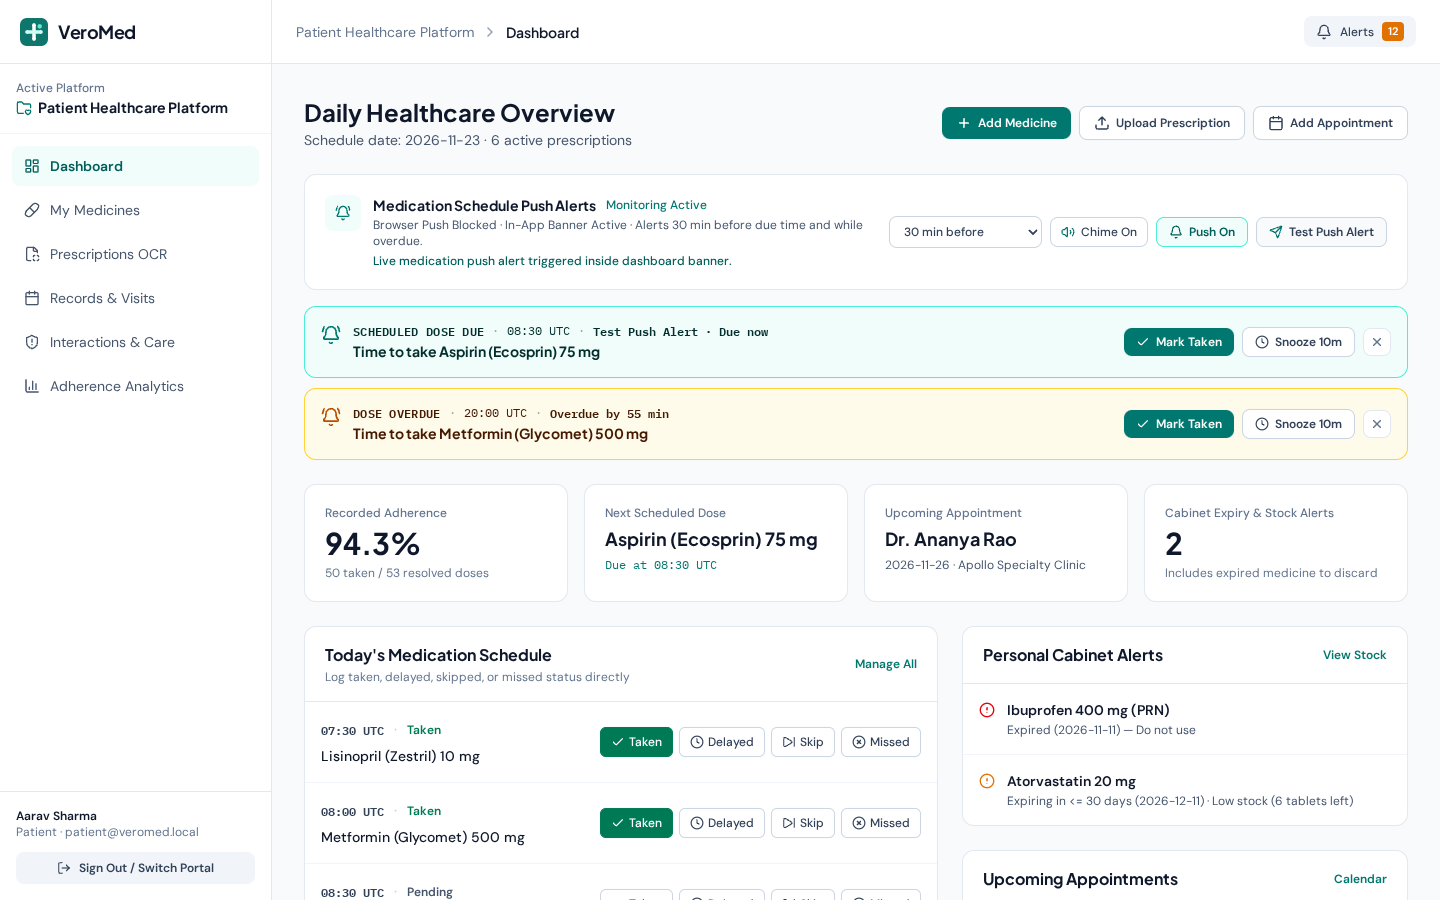 VeroMed
Patient Healthcare Platform
Dashboard
Alerts 12
Active Platform
Patient Healthcare Platform
Dashboard
My Medicines
Prescriptions OCR
Records & Visits
Interactions & Care
Adherence Analytics
Aarav Sharma
Patient · patient@veromed.local
Sign Out / Switch Portal
Daily Healthcare Overview
Schedule date: 2026-11-23 · 6 active prescriptions
Add Medicine
Upload Prescription
Add Appointment
Medication Schedule Push Alerts Monitoring Active
Browser Push Blocked · In-App Banner Active · Alerts 30 min before due time and while
overdue.
Live medication push alert triggered inside dashboard banner.
30 min before
Chime On
Push On
Test Push Alert
SCHEDULED DOSE DUE · 08:30 UTC · Test Push Alert · Due now
Time to take Aspirin (Ecosprin) 75 mg
Mark Taken
Snooze 10m
DOSE OVERDUE · 20:00 UTC · Overdue by 55 min
Time to take Metformin (Glycomet) 500 mg
Mark Taken
Snooze 10m
Recorded Adherence
94.3%
50 taken / 53 resolved doses
Next Scheduled Dose
Aspirin (Ecosprin) 75 mg
Due at 08:30 UTC
Upcoming Appointment
Dr. Ananya Rao
2026-11-26 · Apollo Specialty Clinic
Cabinet Expiry & Stock Alerts
2
Includes expired medicine to discard
Today's Medication Schedule
Log taken, delayed, skipped, or missed status directly
Manage All
07:30 UTC · Taken
Lisinopril (Zestril) 10 mg
Taken
Delayed
Skip
Missed
08:00 UTC · Taken
Metformin (Glycomet) 500 mg
Taken
Delayed
Skip
Missed
08:30 UTC · Pending
Personal Cabinet Alerts
View Stock
Ibuprofen 400 mg (PRN)
Expired (2026-11-11) — Do not use
Atorvastatin 20 mg
Expiring in <= 30 days (2026-12-11) · Low stock (6 tablets left)
Upcoming Appointments
Calendar